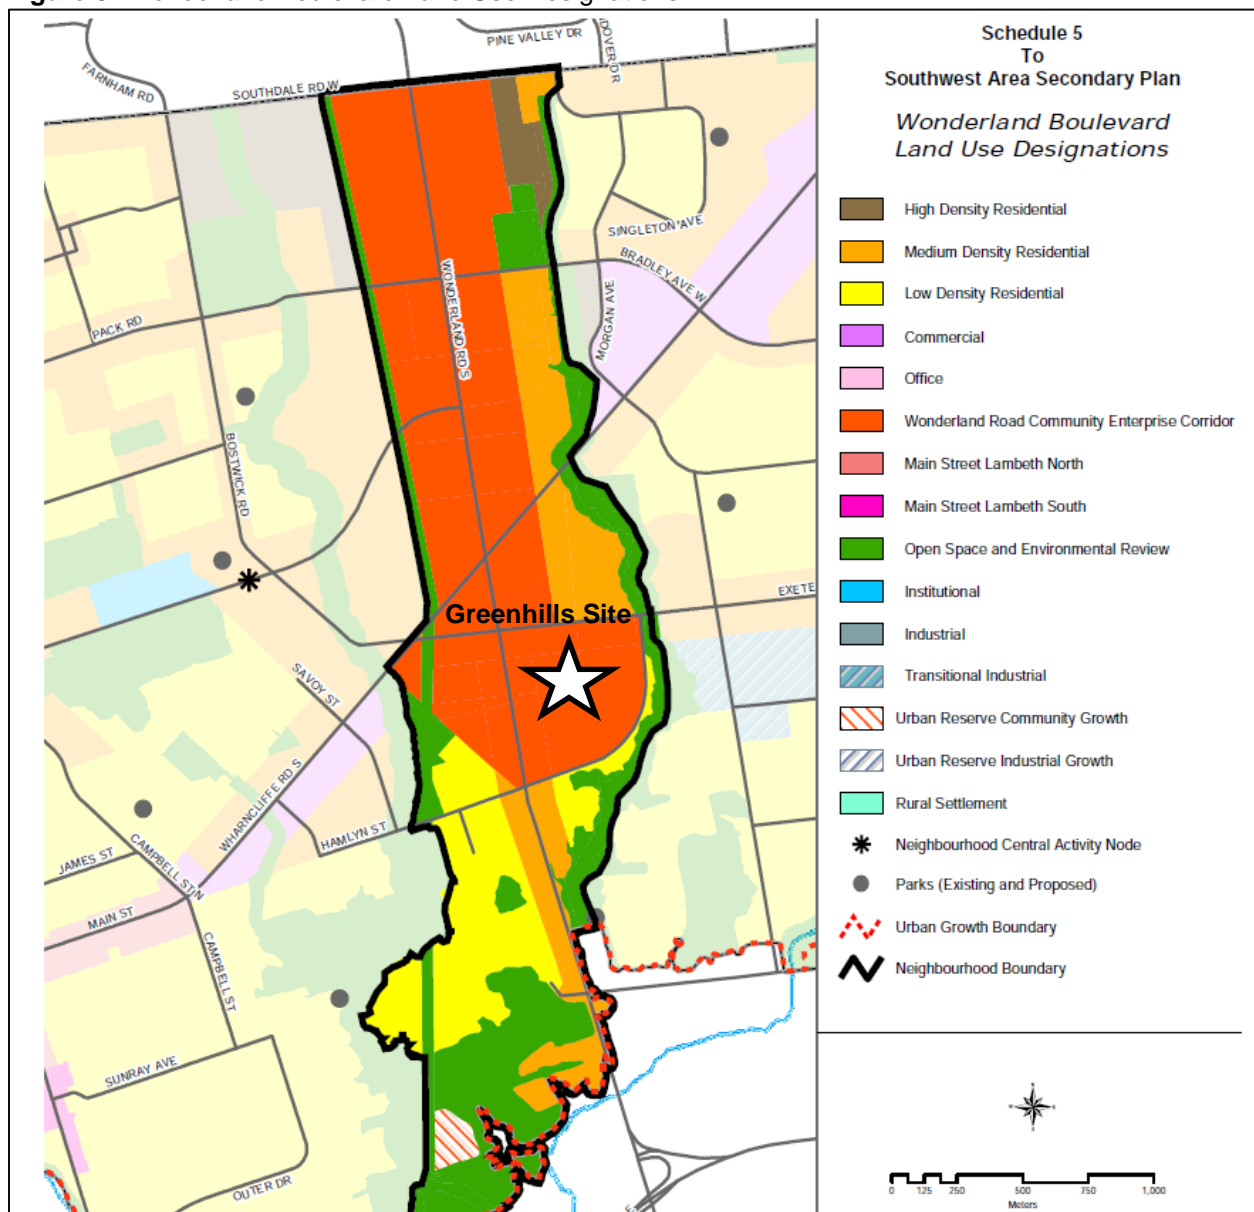 PINE VALLEY DR
FARNHAM RD
SOUTHDALE RD W
SINGLETON AVE
BRADLEY AVE W
MORGAN AVE
WONDERLAND RD S
PACK RD
BOSTWICK RD
Greenhills Site
EXETE
SAVOY ST
WHARNCLIFFE RD S
HAMLYN ST
JAMES ST
CAMPBELL ST N
MAIN ST
CAMPBELL ST
SUNRAY AVE
OUTER DR
Schedule 5
To
Southwest Area Secondary Plan
Wonderland Boulevard
Land Use Designations
High Density Residential
Medium Density Residential
Low Density Residential
Commercial
Office
Wonderland Road Community Enterprise Corridor
Main Street Lambeth North
Main Street Lambeth South
Open Space and Environmental Review
Institutional
Industrial
Transitional Industrial
Urban Reserve Community Growth
Urban Reserve Industrial Growth
Rural Settlement
Neighbourhood Central Activity Node
Parks (Existing and Proposed)
Urban Growth Boundary
Neighbourhood Boundary
0 125 250 500 750 1,000
Meters